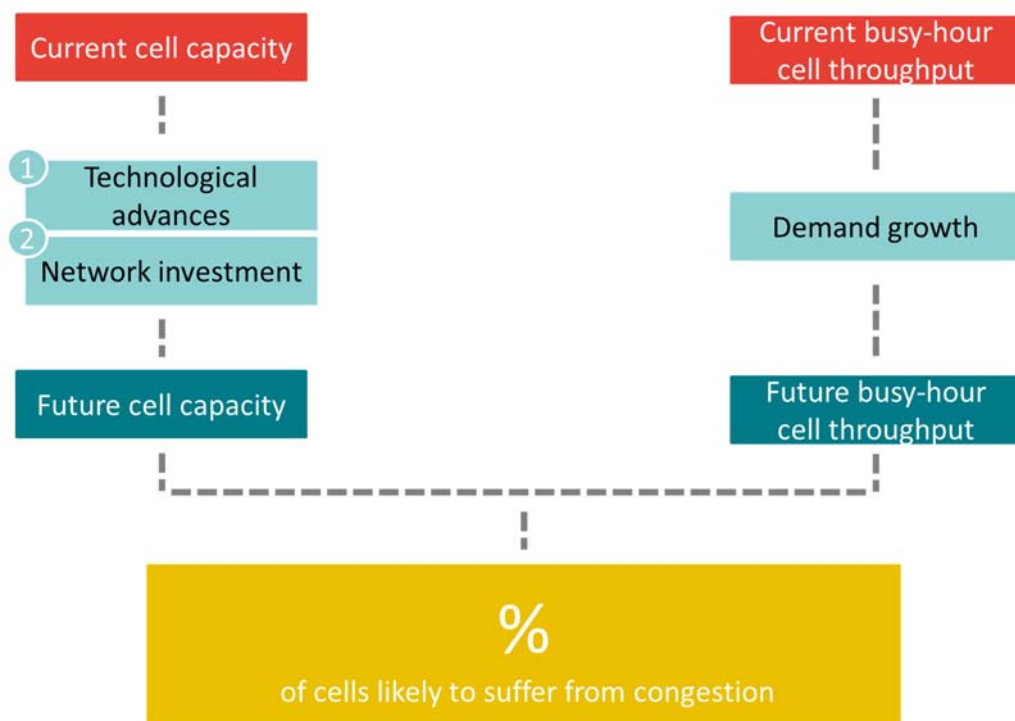 Current cell capacity
Current busy-hour
cell throughput
1
Technological
advances
2
Network investment
Demand growth
Future cell capacity
Future busy-hour
cell throughput
%
of cells likely to suffer from congestion